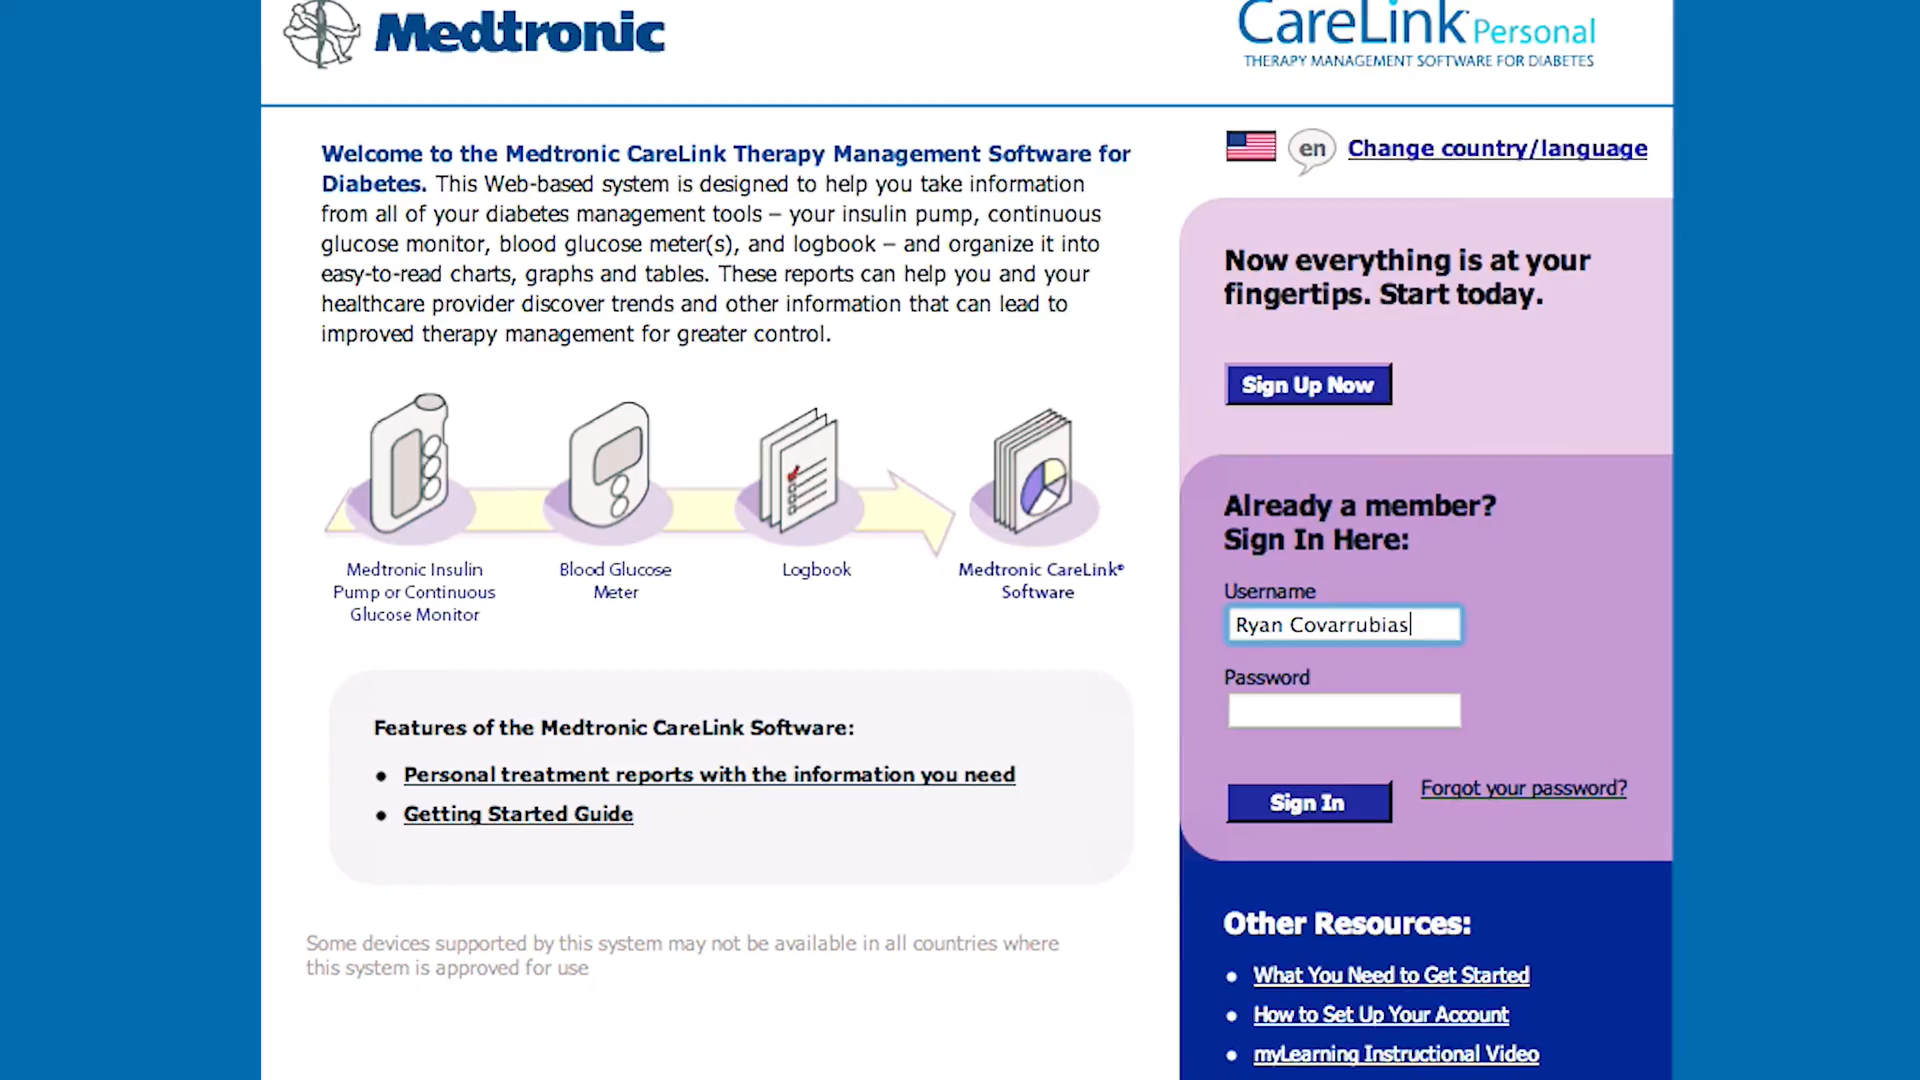 Medtronic
CareLink Personal
THERAPY MANAGEMENT SOFTWARE FOR DIABETES
en
Change country/language
Welcome to the Medtronic CareLink Therapy Management Software for
Diabetes. This Web-based system is designed to help you take information
from all of your diabetes management tools – your insulin pump, continuous
glucose monitor, blood glucose meter(s), and logbook – and organize it into
easy-to-read charts, graphs and tables. These reports can help you and your
healthcare provider discover trends and other information that can lead to
improved therapy management for greater control.
Medtronic Insulin
Pump or Continuous
Glucose Monitor
Blood Glucose
Meter
Logbook
Medtronic CareLink®
Software
Features of the Medtronic CareLink Software:
• Personal treatment reports with the information you need
• Getting Started Guide
Some devices supported by this system may not be available in all countries where
this system is approved for use
Now everything is at your
fingertips. Start today.
Sign Up Now
Already a member?
Sign In Here:
Username
Ryan Covarrubias
Password
Sign In
Forgot your password?
Other Resources:
• What You Need to Get Started
• How to Set Up Your Account
• myLearning Instructional Video